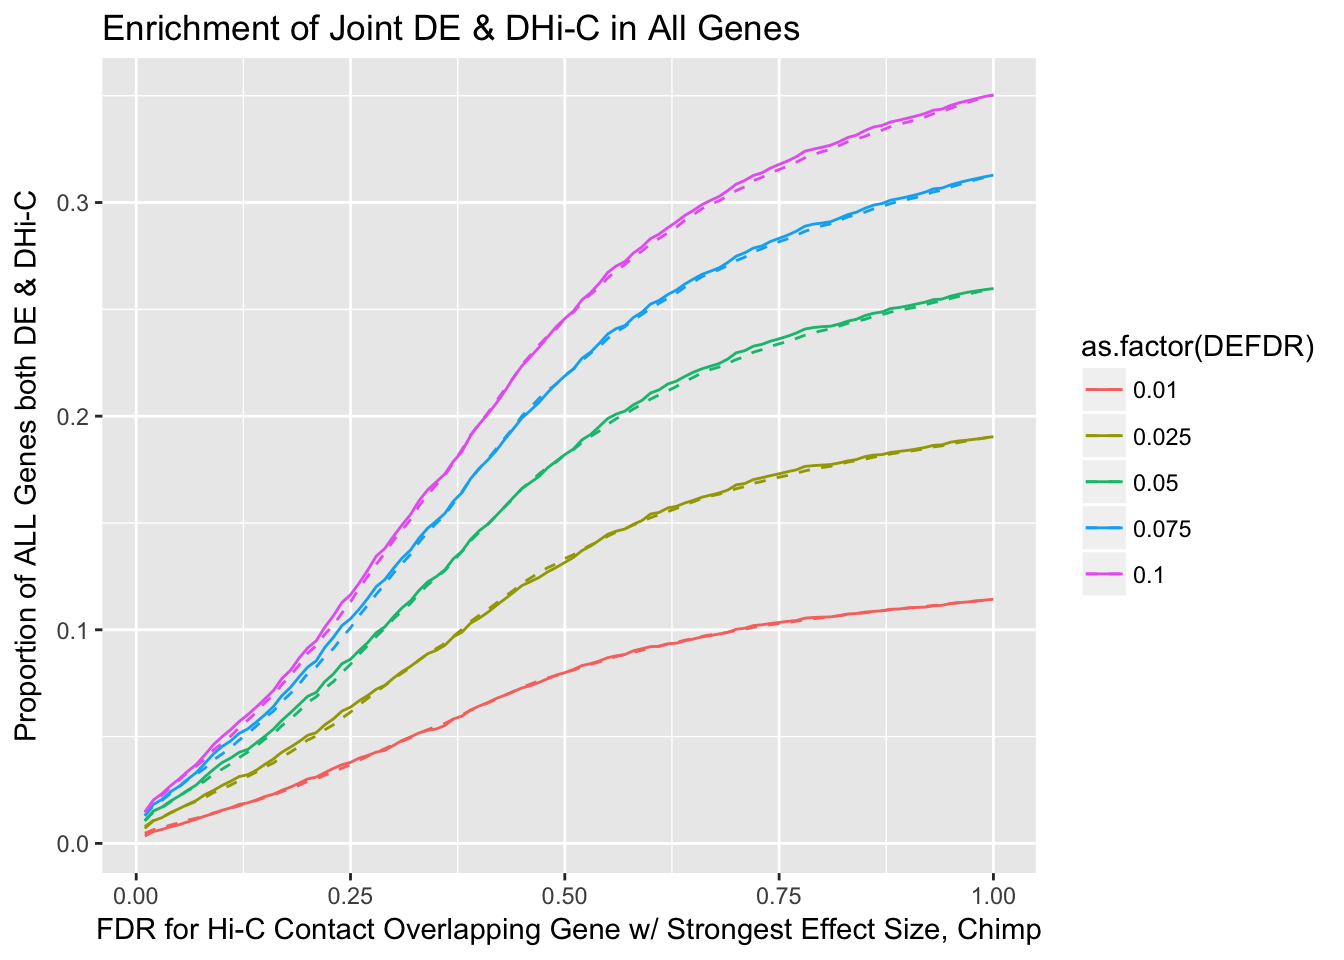 Enrichment of Joint DE & DHi-C in All Genes
Proportion of ALL Genes both DE & DHi-C
0.3
0.2
0.1
0.0
0.00 0.25 0.50 0.75 1.00
FDR for Hi-C Contact Overlapping Gene w/ Strongest Effect Size, Chimp
as.factor(DEFDR)
0.01
0.025
0.05
0.075
0.1